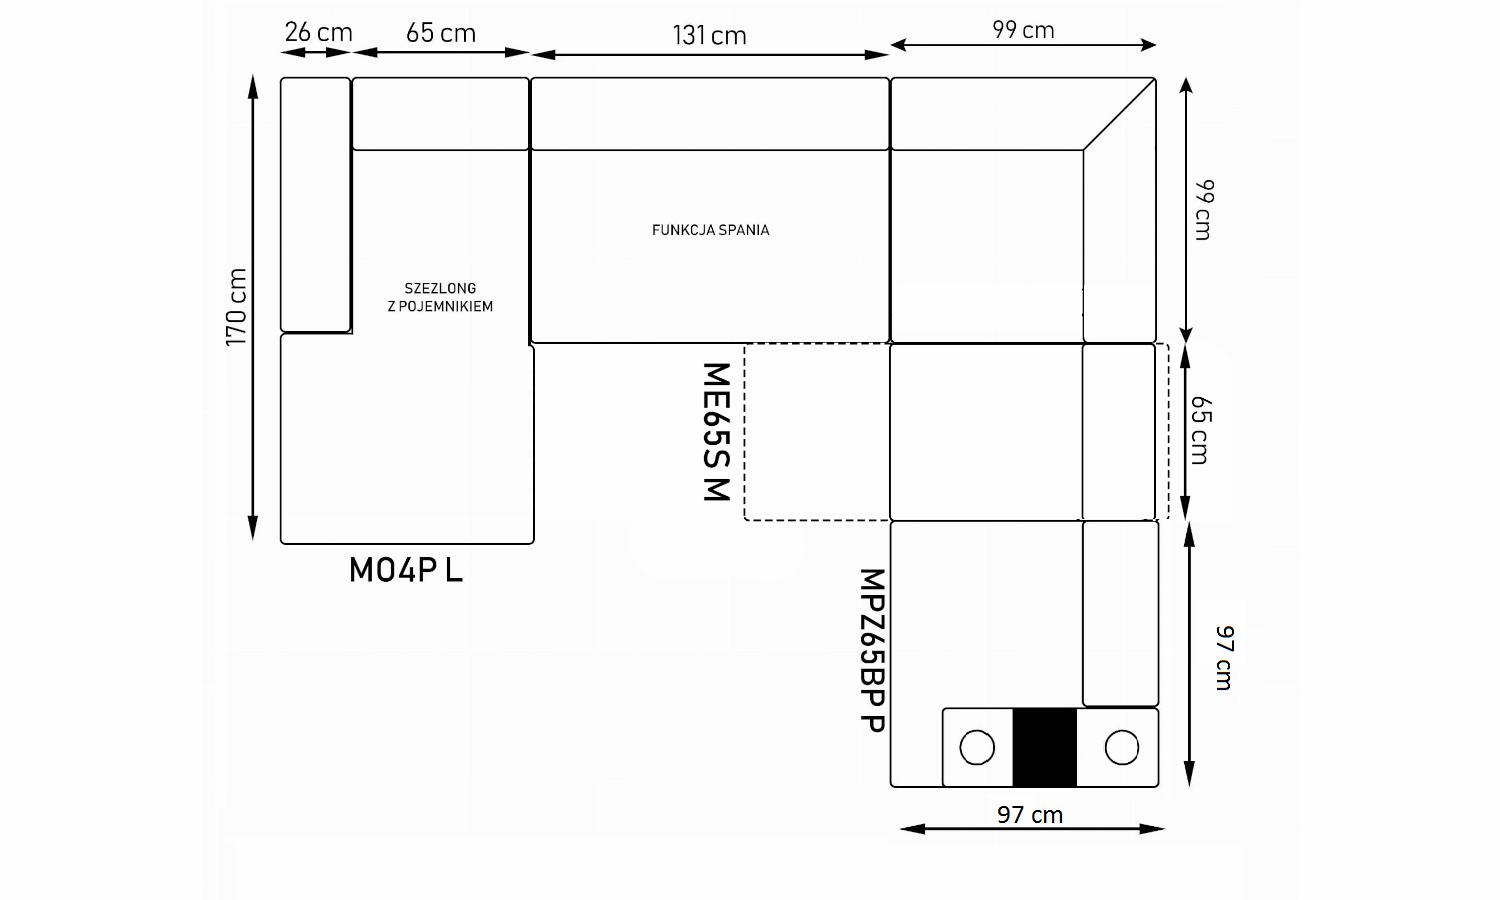 26 cm
65 cm
131 cm
99 cm
99 cm
FUNKCJA SPANIA
SZEZLONG
Z POJEMNIKIEM
170 cm
ME65S M
65 cm
MO4P L
MPZ65BP P
97 cm
97 cm